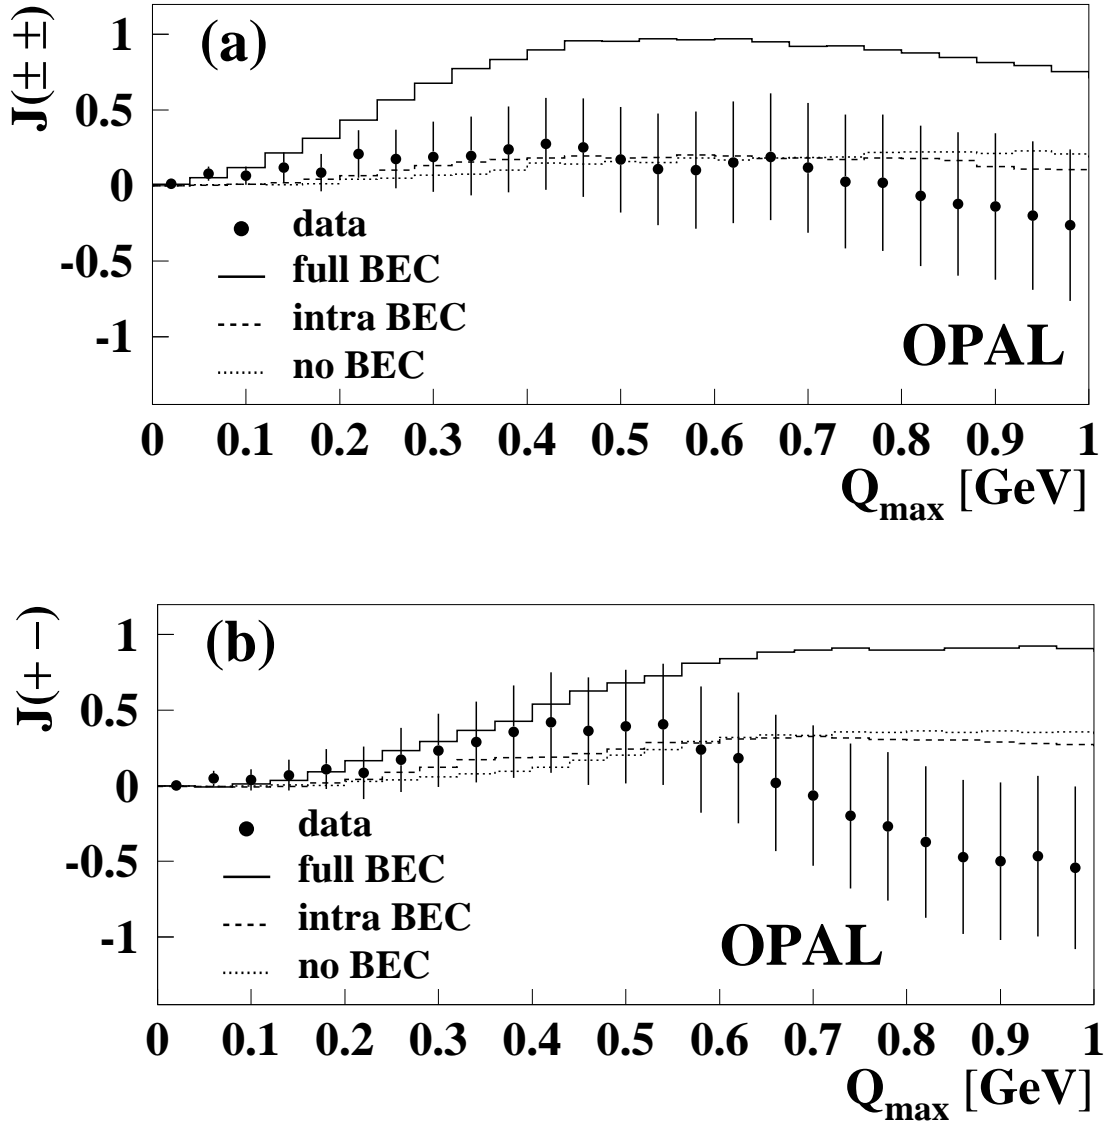 (a)
J(± ±)
1
0.5
0
-0.5
-1
data
full BEC
intra BEC
no BEC
OPAL
0 0.1 0.2 0.3 0.4 0.5 0.6 0.7 0.8 0.9 1
Qmax [GeV]
(b)
J(+ −)
1
0.5
0
-0.5
-1
data
full BEC
intra BEC
no BEC
OPAL
0 0.1 0.2 0.3 0.4 0.5 0.6 0.7 0.8 0.9 1
Qmax [GeV]